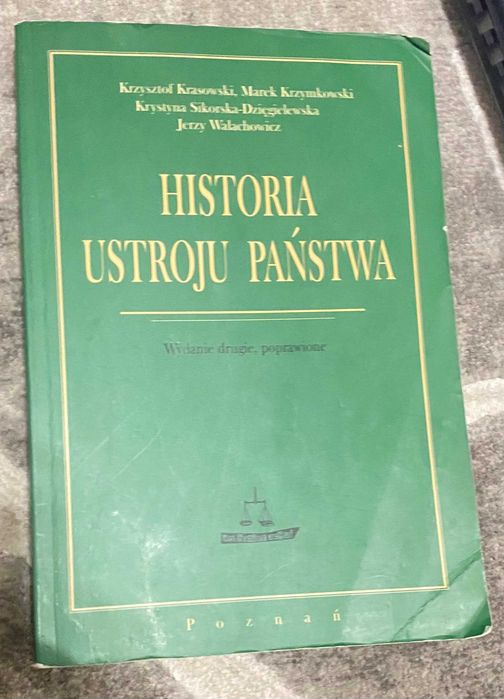 Krzysztof Krasowski, Marek Krzymkowski
Krystyna Sikorska-Dzięgielewska
Jerzy Walachowicz
HISTORIA
USTROJU PAŃSTWA
Wydanie drugie, poprawione
Poznań